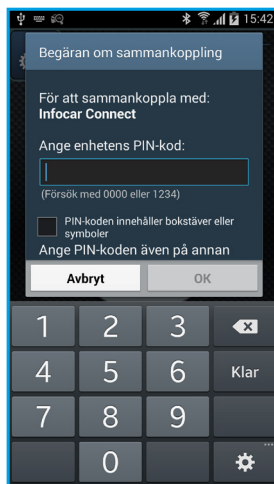 15:42
Begäran om sammankoppling
För att sammankoppla med:
Infocar Connect
Ange enhetens PIN-kod:
(Försök med 0000 eller 1234)
PIN-koden innehåller bokstäver eller
symboler
Ange PIN-koden även på annan
Avbryt OK
1 2 3
4 5 6 Klar
7 8 9
0